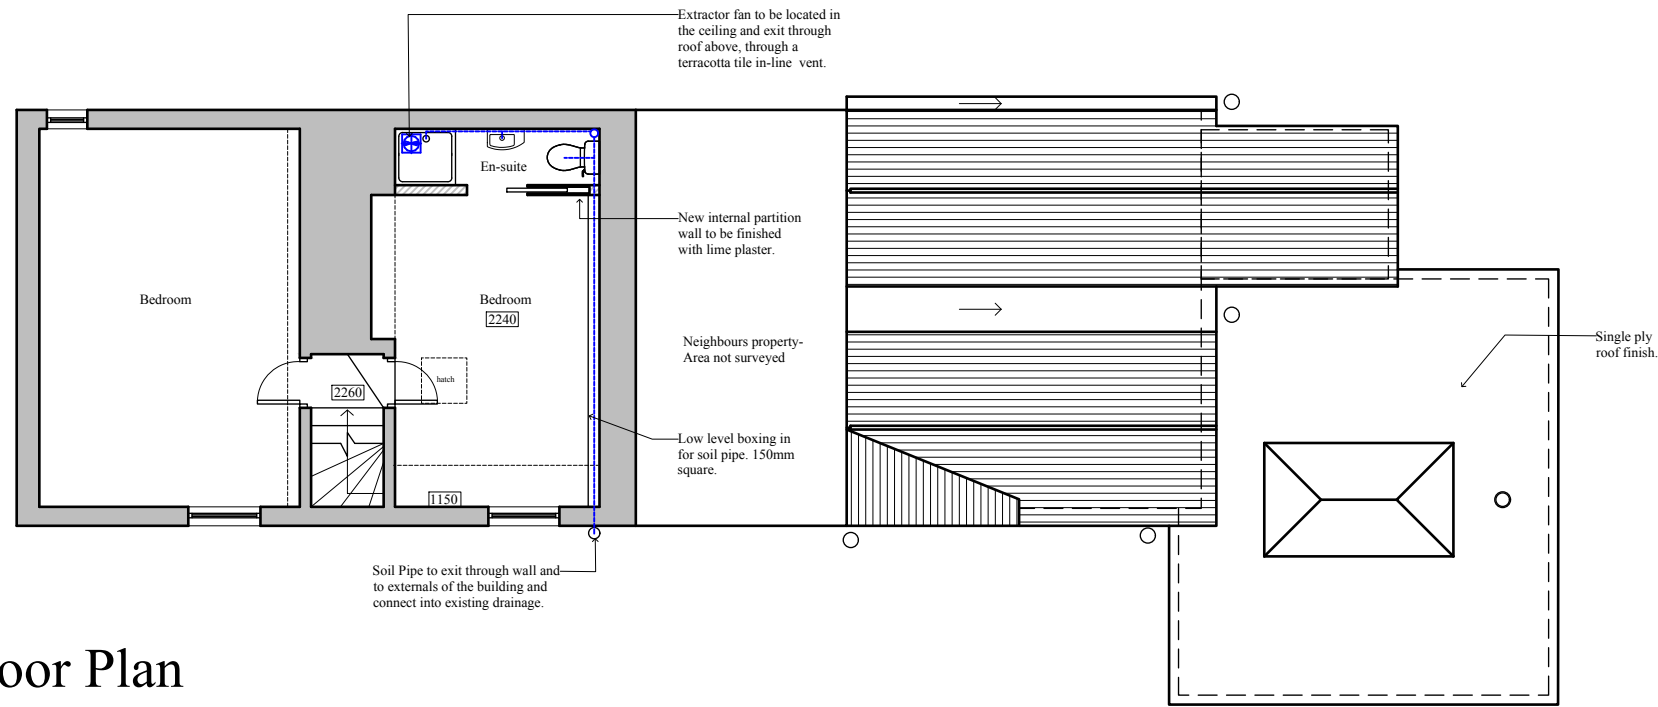 Extractor fan to be located in
the ceiling and exit through
roof above, through a
terracotta tile in-line vent.
En-suite
New internal partition
wall to be finished
with lime plaster.
Bedroom
Bedroom
2240
Neighbours property-
Area not surveyed
Single ply
roof finish.
hatch
2260
Low level boxing in
for soil pipe. 150mm
square.
1150
Soil Pipe to exit through wall and
to externals of the building and
connect into existing drainage.
oor Plan